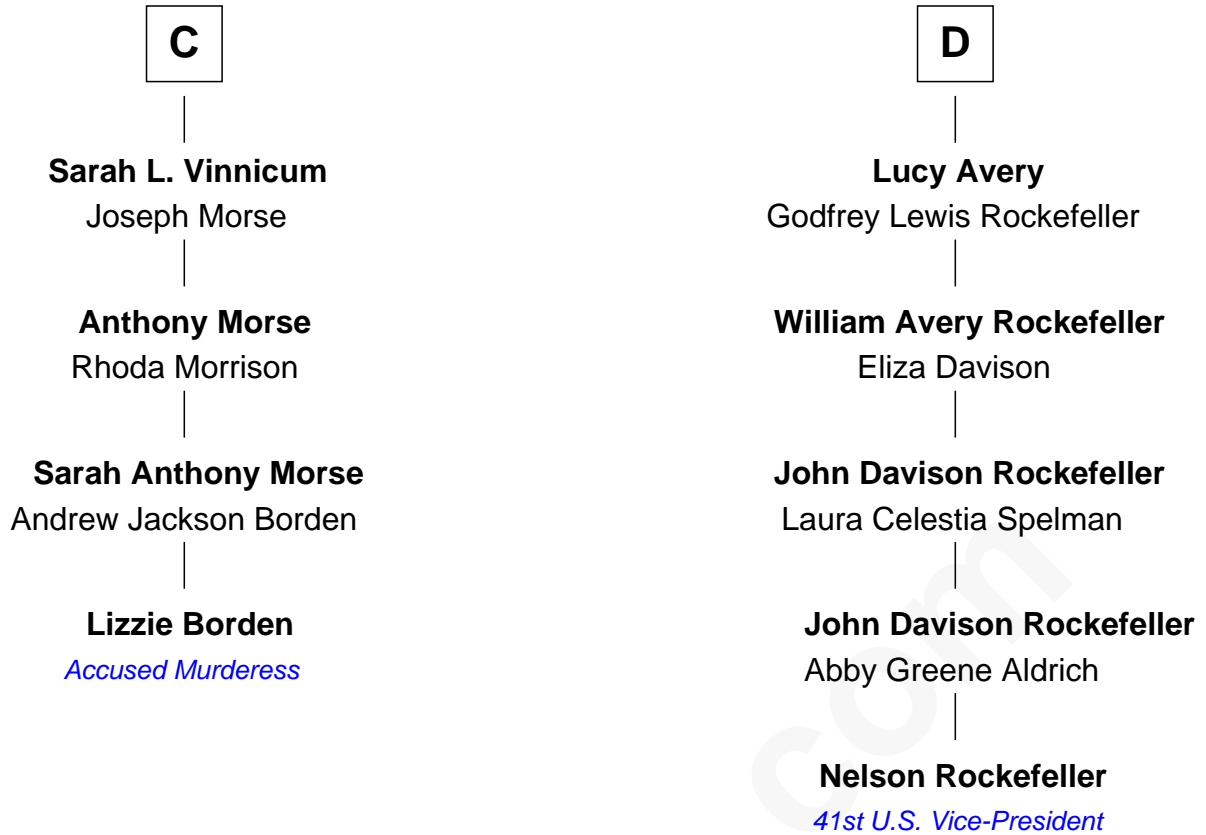 C
Sarah L. Vinnicum
Joseph Morse
Anthony Morse
Rhoda Morrison
Sarah Anthony Morse
Andrew Jackson Borden
Lizzie Borden
Accused Murderess
D
Lucy Avery
Godfrey Lewis Rockefeller
William Avery Rockefeller
Eliza Davison
John Davison Rockefeller
Laura Celestia Spelman
John Davison Rockefeller
Abby Greene Aldrich
Nelson Rockefeller
41st U.S. Vice-President
com